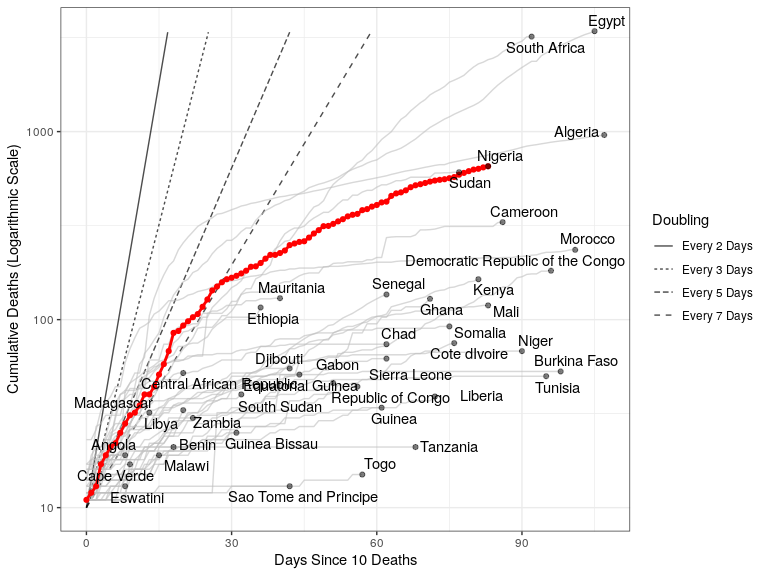 Egypt
South Africa
Algeria
Nigeria
Sudan
Cameroon
Morocco
Democratic Republic of the Congo
Senegal
Mauritania
Kenya
Ghana
Mali
Ethiopia
Chad
Somalia
Niger
Cote dIvoire
Djibouti
Gabon
Burkina Faso
Central African Republic
Equatorial Guinea
Sierra Leone
Tunisia
Madagascar
South Sudan
Republic of Congo
Liberia
Libya
Zambia
Guinea
Angola
Benin
Guinea Bissau
Tanzania
Cape Verde
Malawi
Togo
Eswatini
Sao Tome and Principe
Cumulative Deaths (Logarithmic Scale)
1000
100
10
0
30
60
90
Days Since 10 Deaths
Doubling
Every 2 Days
Every 3 Days
Every 5 Days
Every 7 Days